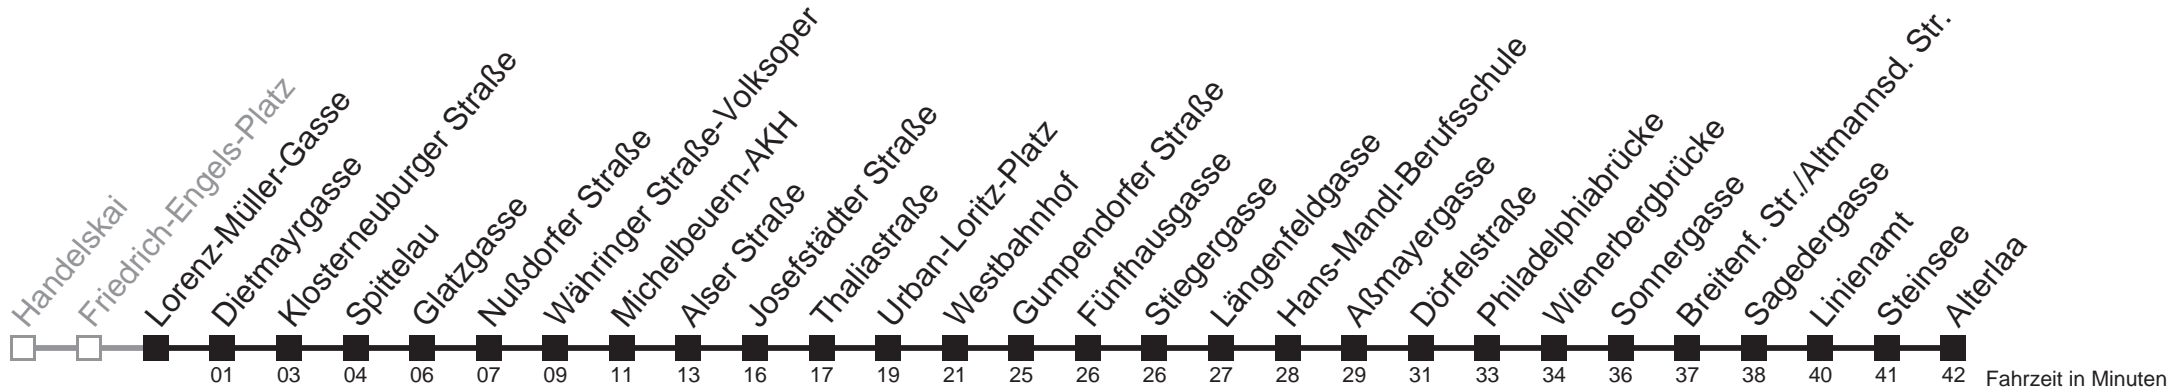 Handelskai
Friedrich-Engels-Platz
Lorenz-Müller-Gasse
Dietmayrgasse
Klosterneuburger Straße
Spittelau
Glatzgasse
Nußdorfer Straße
Währinger Straße-Volksoper
Michelbeuern-AKH
Alser Straße
Josefstädter Straße
Thaliastraße
Urban-Loritz-Platz
Westbahnhof
Gumpendorfer Straße
Fünfhausgasse
Stiegergasse
Längenfeldgasse
Hans-Mandl-Berufsschule
Aßmayergasse
Dörfelstraße
Philadelphiabrücke
Wienerbergbrücke
Sonnergasse
Breitenf. Str./Altmannsd. Str.
Sagedergasse
Linienamt
Steinsee
Alterlaa
01 03 04 06 07 09 11 13 16 17 19 21 25 26 26 27 28 29 31 33 34 36 37 38 40 41 42 Fahrzeit in Minuten